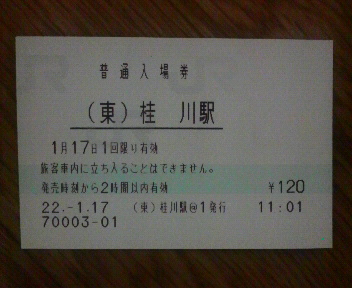 普通入場券
(東)桂 川駅
1月17日1回限り有効
旅客車内に立ち入ることはできません。
発売時刻から2時間以内有効 ¥120
22.-1.17 (東)桂川駅@1発行 11:01
70003-01